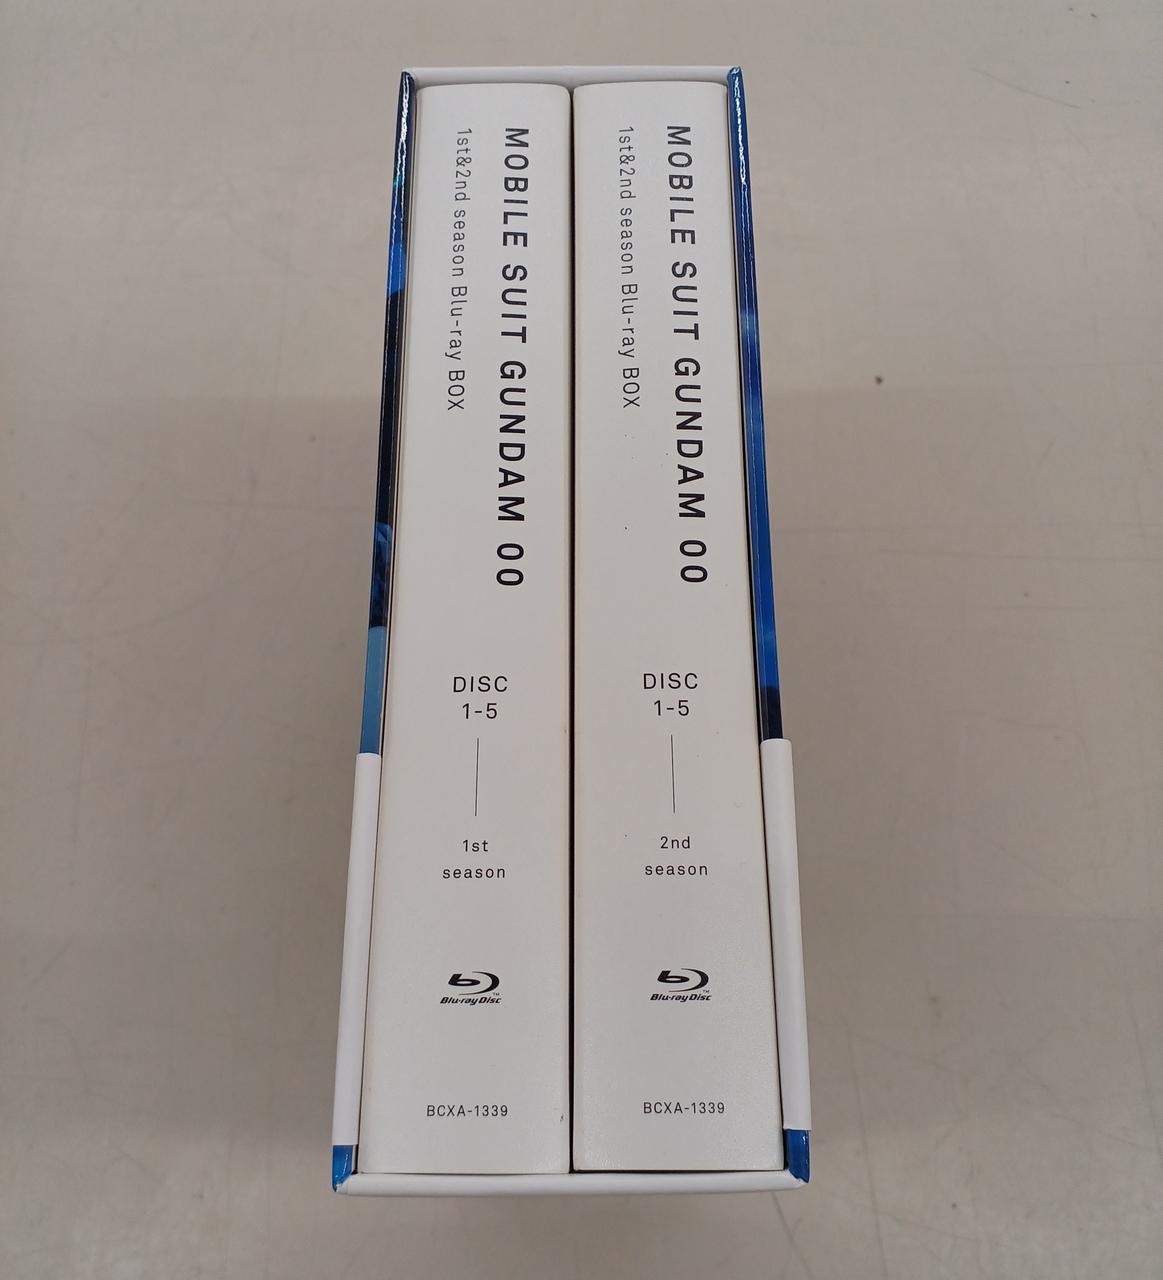 MOBILE SUIT GUNDAM 00
1st&2nd season Blu-ray BOX
DISC
1-5
1st
season
Blu-ray Disc
TM
BCXA-1339
MOBILE SUIT GUNDAM 00
1st&2nd season Blu-ray BOX
DISC
1-5
2nd
season
Blu-ray Disc
TM
BCXA-1339